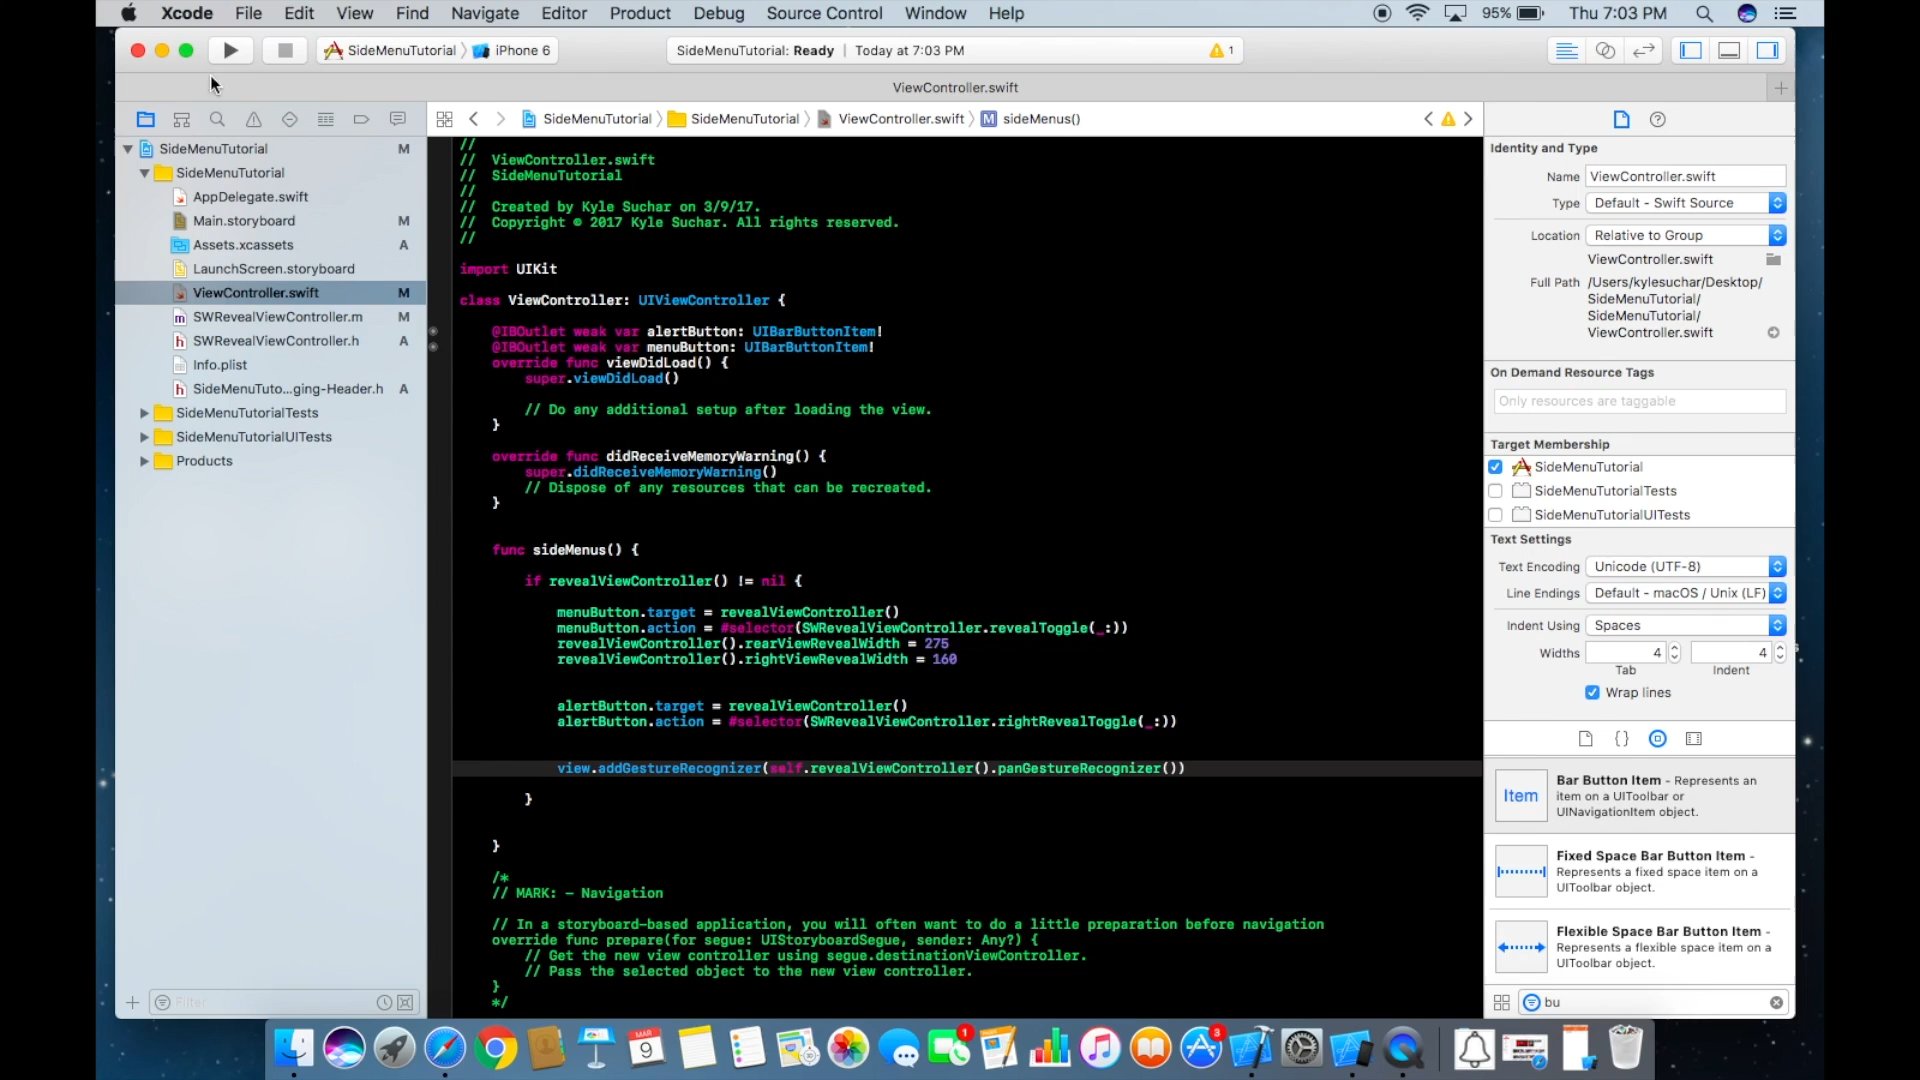 Xcode File Edit View Find Navigate Editor Product Debug Source Control Window Help 95% Thu 7:03 PM
SideMenuTutorial iPhone 6 SideMenuTutorial: Ready | Today at 7:03 PM 1
ViewController.swift
SideMenuTutorial SideMenuTutorial ViewController.swift M sideMenus()
SideMenuTutorial M
SideMenuTutorial
AppDelegate.swift
Main.storyboard M
Assets.xcassets A
LaunchScreen.storyboard
ViewController.swift M
m SWRevealViewController.m M
h SWRevealViewController.h A
Info.plist
h SideMenuTuto...ging-Header.h A
SideMenuTutorialTests
SideMenuTutorialUITests
Products
Filter
//
// ViewController.swift
// SideMenuTutorial
//
// Created by Kyle Suchar on 3/9/17.
// Copyright © 2017 Kyle Suchar. All rights reserved.
//
import UIKit
class ViewController: UIViewController {
@IBOutlet weak var alertButton: UIBarButtonItem!
@IBOutlet weak var menuButton: UIBarButtonItem!
override func viewDidLoad() {
super.viewDidLoad()
// Do any additional setup after loading the view.
}
override func didReceiveMemoryWarning() {
super.didReceiveMemoryWarning()
// Dispose of any resources that can be recreated.
}
func sideMenus() {
if revealViewController() != nil {
menuButton.target = revealViewController()
menuButton.action = #selector(SWRevealViewController.revealToggle(_:))
revealViewController().rearViewRevealWidth = 275
revealViewController().rightViewRevealWidth = 160
alertButton.target = revealViewController()
alertButton.action = #selector(SWRevealViewController.rightRevealToggle(_:))
view.addGestureRecognizer(self.revealViewController().panGestureRecognizer())
}
}
/*
// MARK: - Navigation
// In a storyboard-based application, you will often want to do a little preparation before navigation
override func prepare(for segue: UIStoryboardSegue, sender: Any?) {
// Get the new view controller using segue.destinationViewController.
// Pass the selected object to the new view controller.
}
*/
Identity and Type
Name ViewController.swift
Type Default - Swift Source
Location Relative to Group
ViewController.swift
Full Path /Users/kylesuchar/Desktop/
SideMenuTutorial/
SideMenuTutorial/
ViewController.swift
On Demand Resource Tags
Only resources are taggable
Target Membership
SideMenuTutorial
SideMenuTutorialTests
SideMenuTutorialUITests
Text Settings
Text Encoding Unicode (UTF-8)
Line Endings Default - macOS / Unix (LF)
Indent Using Spaces
Widths 4 4
Tab Indent
Wrap lines
Item Bar Button Item - Represents an
item on a UIToolbar or
UINavigationItem object.
Fixed Space Bar Button Item -
Represents a fixed space item on a
UIToolbar object.
Flexible Space Bar Button Item -
Represents a flexible space item on a
UIToolbar object.
bu
MAR
9
1
3